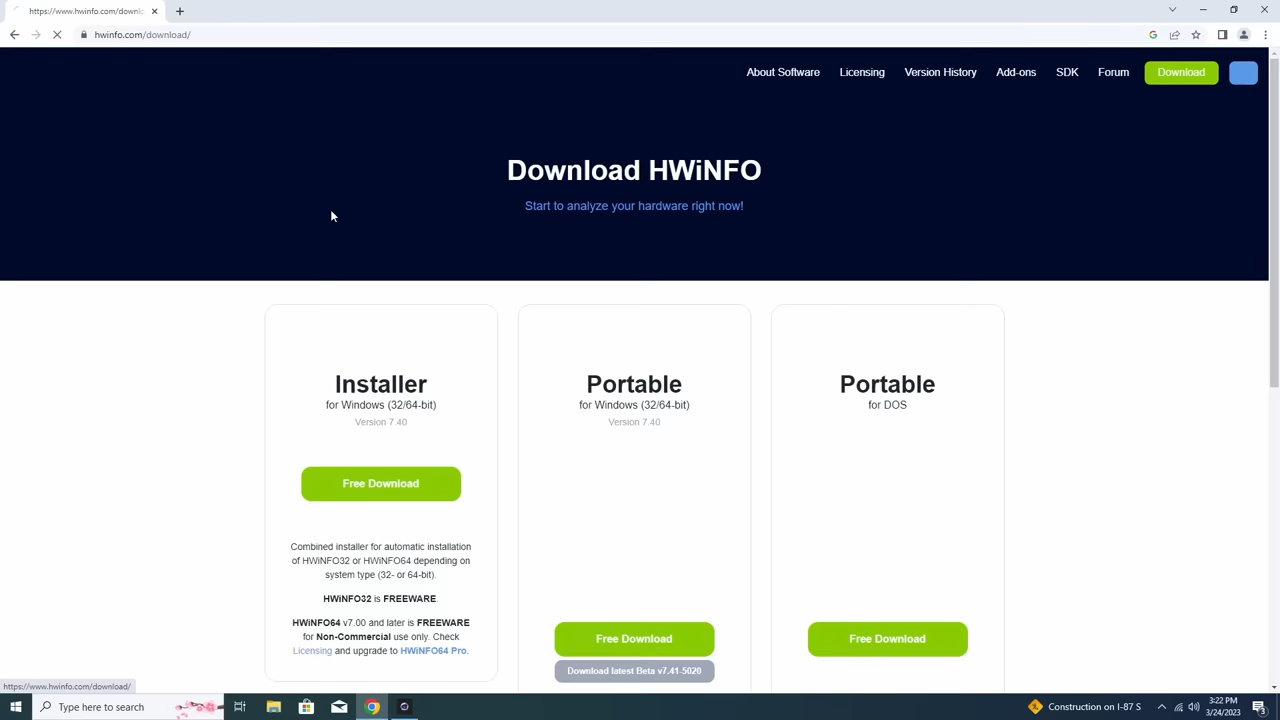 https://www.hwinfo.com/downl
hwinfo.com/download/
About Software
Licensing
Version History
Add-ons
SDK
Forum
Download
Download HWiNFO
Start to analyze your hardware right now!
Installer
for Windows (32/64-bit)
Version 7.40
Free Download
Combined installer for automatic installation
of HWiNFO32 or HWiNFO64 depending on
system type (32- or 64-bit).
HWiNFO32 is FREEWARE.
HWiNFO64 v7.00 and later is FREEWARE
for Non-Commercial use only. Check
Licensing and upgrade to HWiNFO64 Pro.
Portable
for Windows (32/64-bit)
Version 7.40
Free Download
Download latest Beta v7.41-5020
Portable
for DOS
Free Download
https://www.hwinfo.com/download/
Type here to search
Construction on I-87 S
3:22 PM
3/24/2023
3